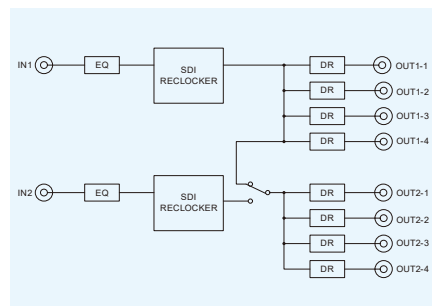 IN1
EQ
SDI
RECLOCKER
DR
OUT1-1
DR
OUT1-2
DR
OUT1-3
DR
OUT1-4
IN2
EQ
SDI
RECLOCKER
DR
OUT2-1
DR
OUT2-2
DR
OUT2-3
DR
OUT2-4